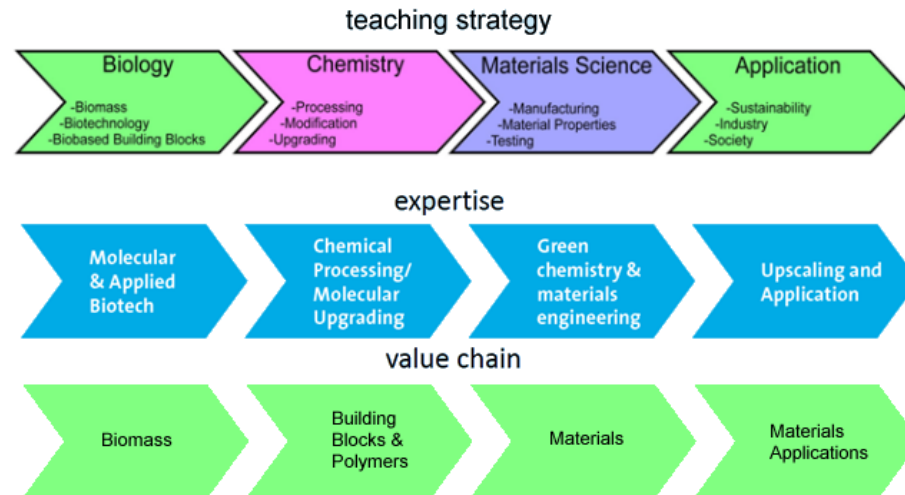 teaching strategy
Biology
-Biomass
-Biotechnology
-Biobased Building Blocks
Chemistry
-Processing
-Modification
-Upgrading
Materials Science
-Manufacturing
-Material Properties
-Testing
Application
-Sustainability
-Industry
-Society
expertise
Molecular
& Applied
Biotech
Chemical
Processing/
Molecular
Upgrading
Green
chemistry &
materials
engineering
Upscaling and
Application
value chain
Biomass
Building
Blocks &
Polymers
Materials
Materials
Applications